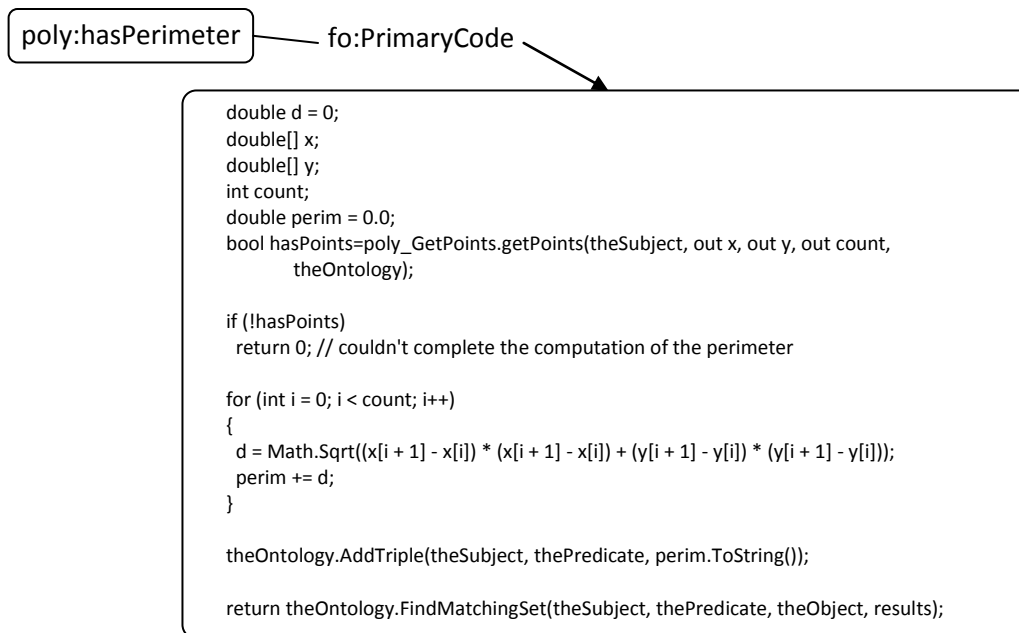 poly:hasPerimeter
fo:PrimaryCode
double d = 0;
double[] x;
double[] y;
int count;
double perim = 0.0;
bool hasPoints=poly_GetPoints.getPoints(theSubject, out x, out y, out count,
theOntology);
if (!hasPoints)
return 0; // couldn't complete the computation of the perimeter
for (int i = 0; i < count; i++)
{
d = Math.Sqrt((x[i + 1] - x[i]) * (x[i + 1] - x[i]) + (y[i + 1] - y[i]) * (y[i + 1] - y[i]));
perim += d;
}
theOntology.AddTriple(theSubject, thePredicate, perim.ToString());
return theOntology.FindMatchingSet(theSubject, thePredicate, theObject, results);